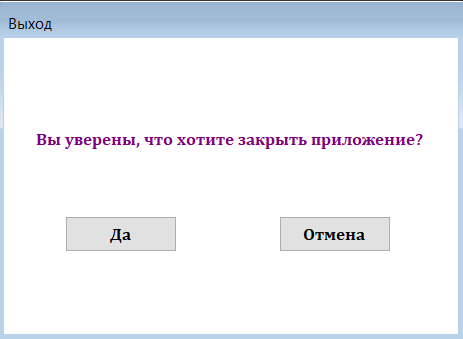 Выход
Вы уверены, что хотите закрыть приложение?
Да
Отмена